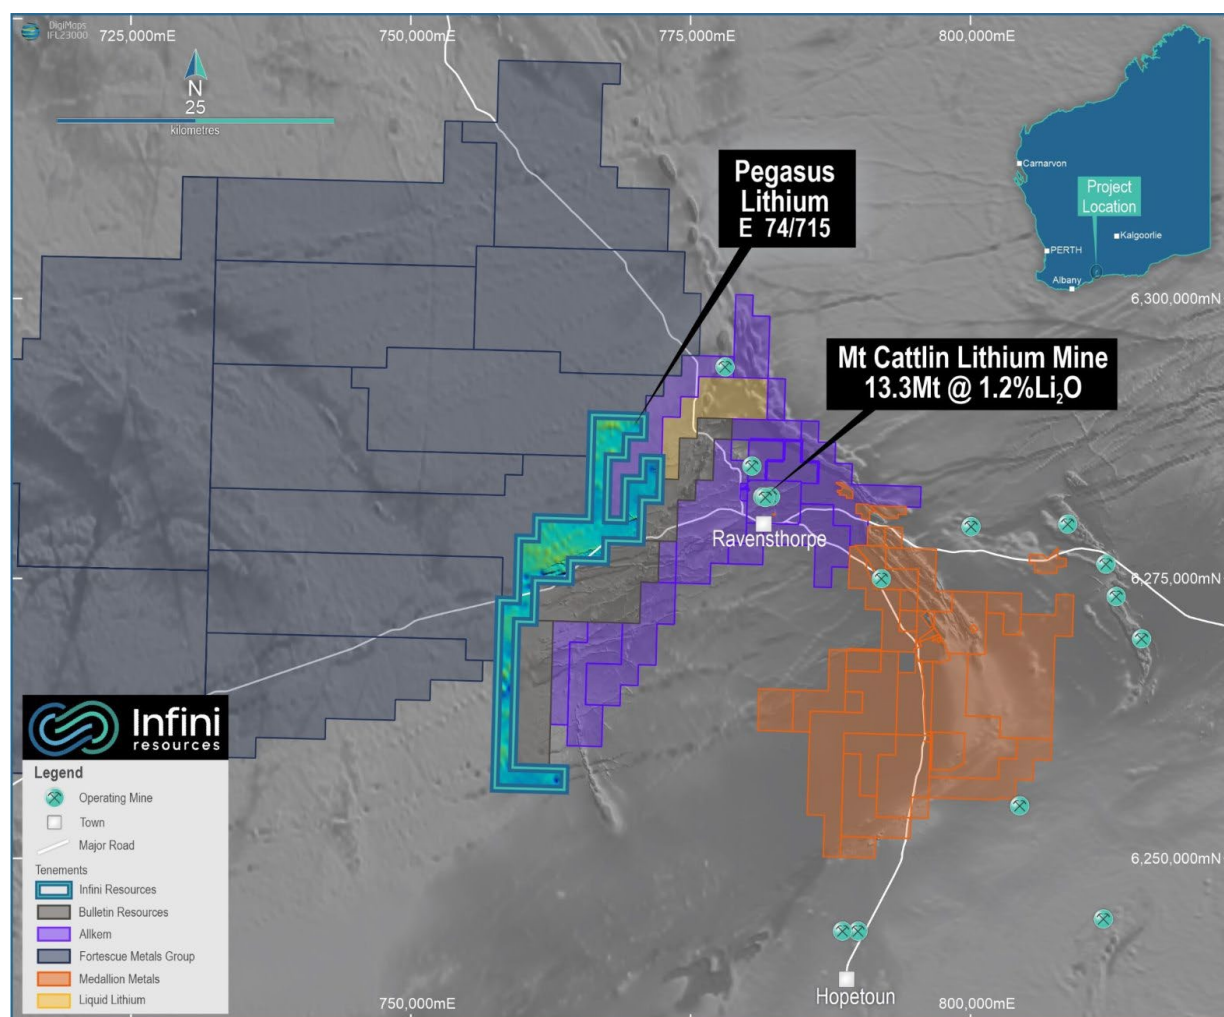 DigiMaps
IFL23000
725,000mE
750,000mE
775,000mE
800,000mE
N
25
kilometres
Carnarvon
Project
Location
Kalgoorlie
PERTH
Albany
Pegasus
Lithium
E 74/715
6,300,000mN
Mt Cattlin Lithium Mine
13.3Mt @ 1.2%Li₂O
Ravensthorpe
6,275,000mN
Infini
resources
Legend
Operating Mine
Town
Major Road
Tenements
Infini Resources
Bulletin Resources
Allkem
Fortescue Metals Group
Medallion Metals
Liquid Lithium
6,250,000mN
Hopetoun
750,000mE
800,000mE